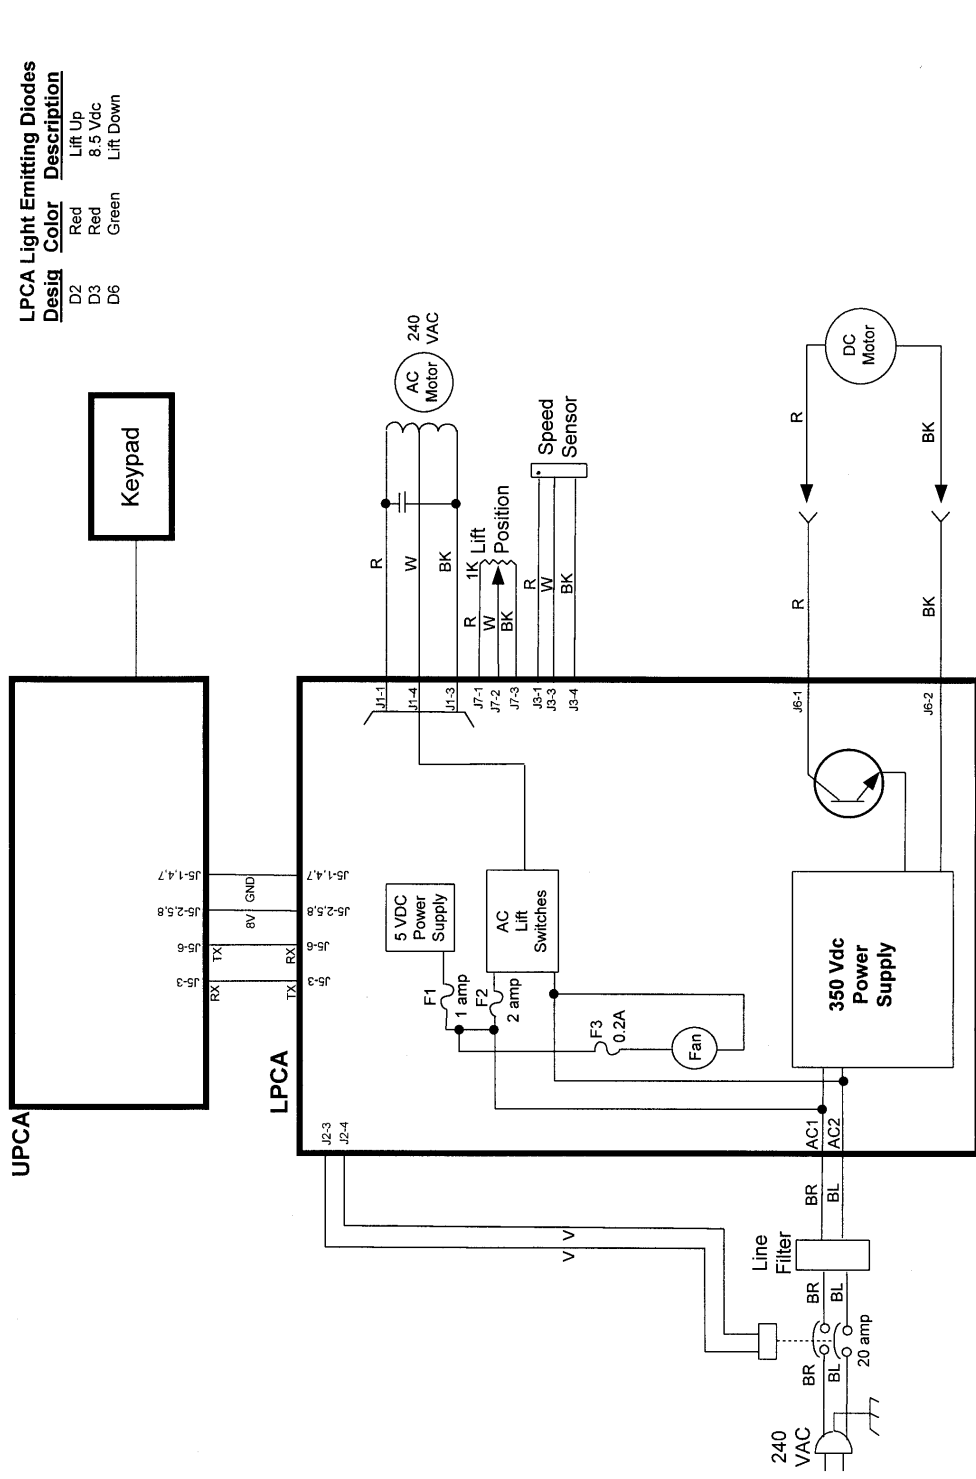 LPCA Light Emitting Diodes
Desig Color Description
D2 Red Lift Up
D3 Red 8.5 Vdc
D6 Green Lift Down
Keypad
UPCA
J5-3
J5-6
J5-2,5,8
J5-1,4,7
RX
TX
8V
GND
TX
RX
J5-3
J5-6
J5-2,5,8
J5-1,4,7
LPCA
J2-3
J2-4
J1-1
J1-4
J1-3
J7-1
J7-2
J7-3
J3-1
J3-3
J3-4
J6-1
J6-2
R
W
BK
AC
Motor
240
VAC
R
W
BK
1K
Lift
Position
R
W
BK
Speed
Sensor
R
BK
R
BK
DC
Motor
5 VDC
Power
Supply
AC
Lift
Switches
F1
1 amp
F2
2 amp
F3
0.2A
Fan
350 Vdc
Power
Supply
AC1
AC2
BR
BL
V
V
Line
Filter
BR
BL
20 amp
BR
BL
240
VAC